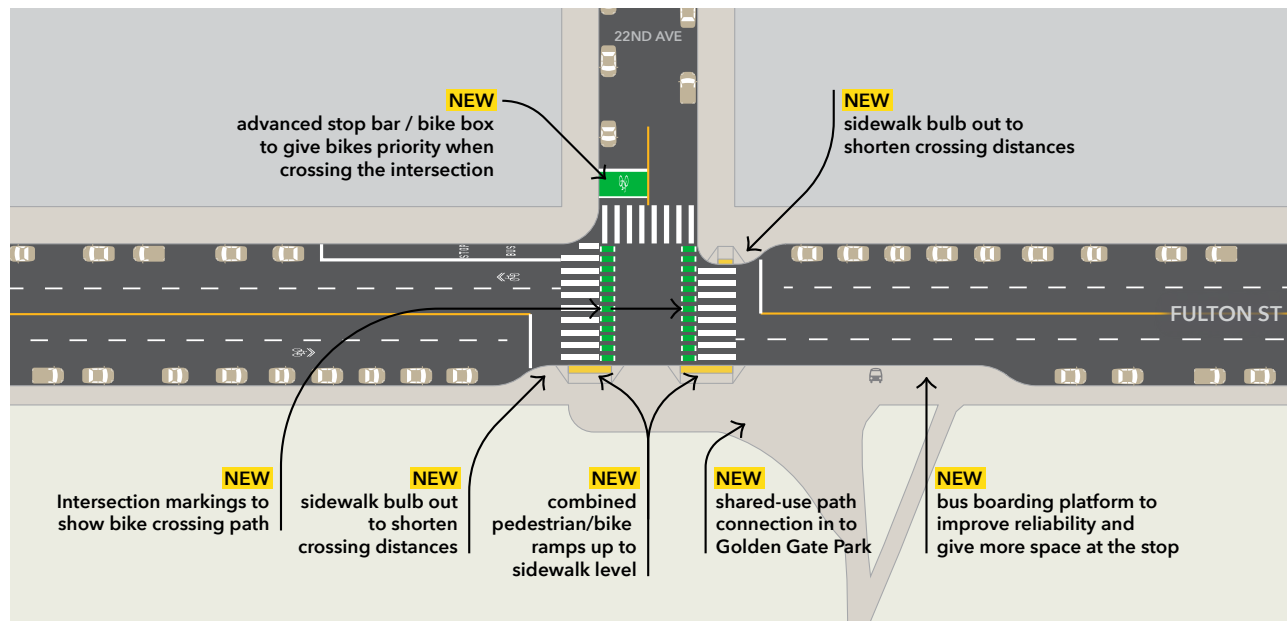 22ND AVE
NEW
advanced stop bar / bike box
to give bikes priority when
crossing the intersection
NEW
sidewalk bulb out to
shorten crossing distances
STOP
BUS
FULTON ST
NEW
Intersection markings to
show bike crossing path
NEW
sidewalk bulb out
to shorten
crossing distances
NEW
combined
pedestrian/bike
ramps up to
sidewalk level
NEW
shared-use path
connection in to
Golden Gate Park
NEW
bus boarding platform to
improve reliability and
give more space at the stop